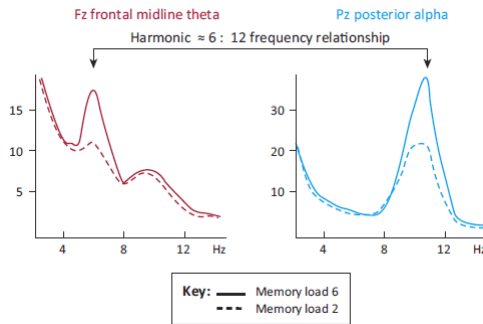 Fz frontal midline theta
Pz posterior alpha
Harmonic ≈ 6 : 12 frequency relationship
15
10
5
4 8 12 Hz
30
20
10
4 8 12 Hz
Key: Memory load 6
Memory load 2